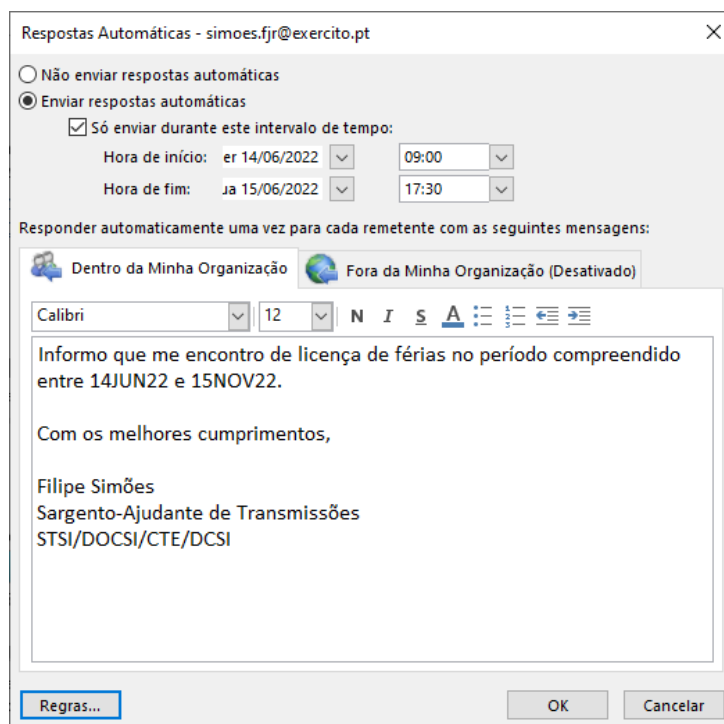 Respostas Automáticas - simoes.fjr@exercito.pt
Não enviar respostas automáticas
Enviar respostas automáticas
Só enviar durante este intervalo de tempo:
Hora de início: er 14/06/2022 09:00
Hora de fim: ua 15/06/2022 17:30
Responder automaticamente uma vez para cada remetente com as seguintes mensagens:
Dentro da Minha Organização Fora da Minha Organização (Desativado)
Calibri 12 N I S A
Informo que me encontro de licença de férias no período compreendido
entre 14JUN22 e 15NOV22.
Com os melhores cumprimentos,
Filipe Simões
Sargento-Ajudante de Transmissões
STSI/DOCSI/CTE/DCSI
Regras... OK Cancelar